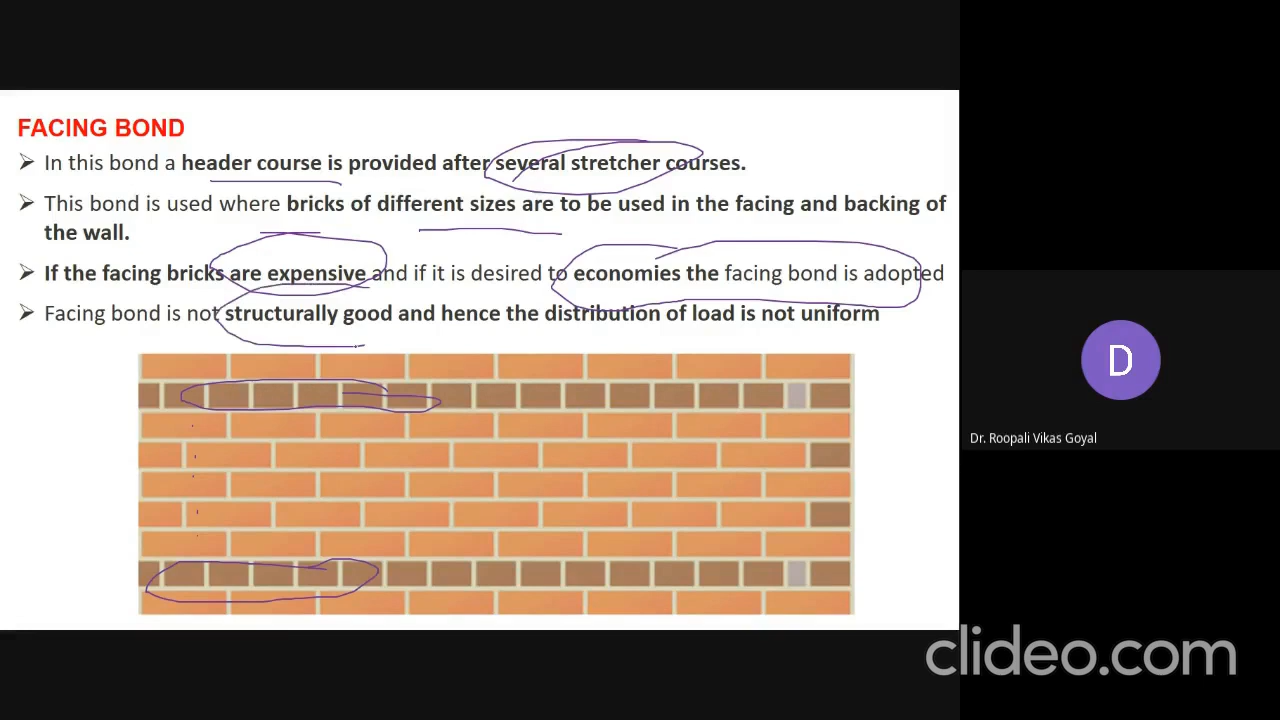 FACING BOND
➢ In this bond a header course is provided after several stretcher courses.
➢ This bond is used where bricks of different sizes are to be used in the facing and backing of
the wall.
➢ If the facing bricks are expensive and if it is desired to economies the facing bond is adopted
➢ Facing bond is not structurally good and hence the distribution of load is not uniform
D
Dr. Roopali Vikas Goyal
clideo.com